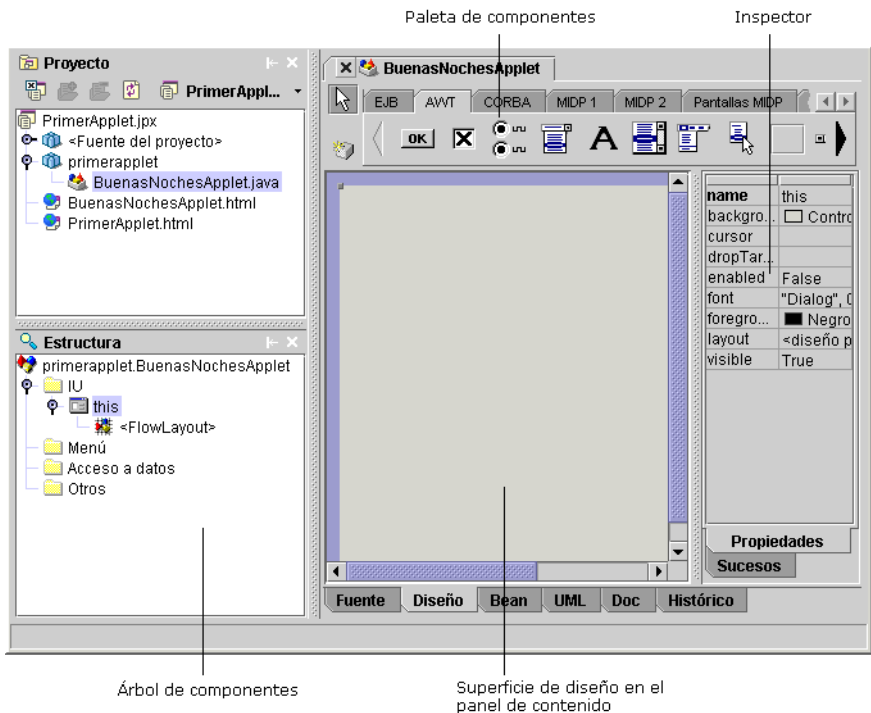 Paleta de componentes
Inspector
Proyecto
PrimerAppl...
PrimerApplet.jpx
<Fuente del proyecto>
primerapplet
BuenasNochesApplet.java
BuenasNochesApplet.html
PrimerApplet.html
Estructura
primerapplet.BuenasNochesApplet
IU
this
<FlowLayout>
Menú
Acceso a datos
Otros
BuenasNochesApplet
EJB AWT CORBA MIDP 1 MIDP 2 Pantallas MIDP
OK
A
name this
backgro... Contro
cursor
dropTar...
enabled False
font "Dialog", 0
foregro... Negro
layout <diseño p
visible True
Propiedades
Sucesos
Fuente Diseño Bean UML Doc Histórico
Árbol de componentes
Superficie de diseño en el
panel de contenido